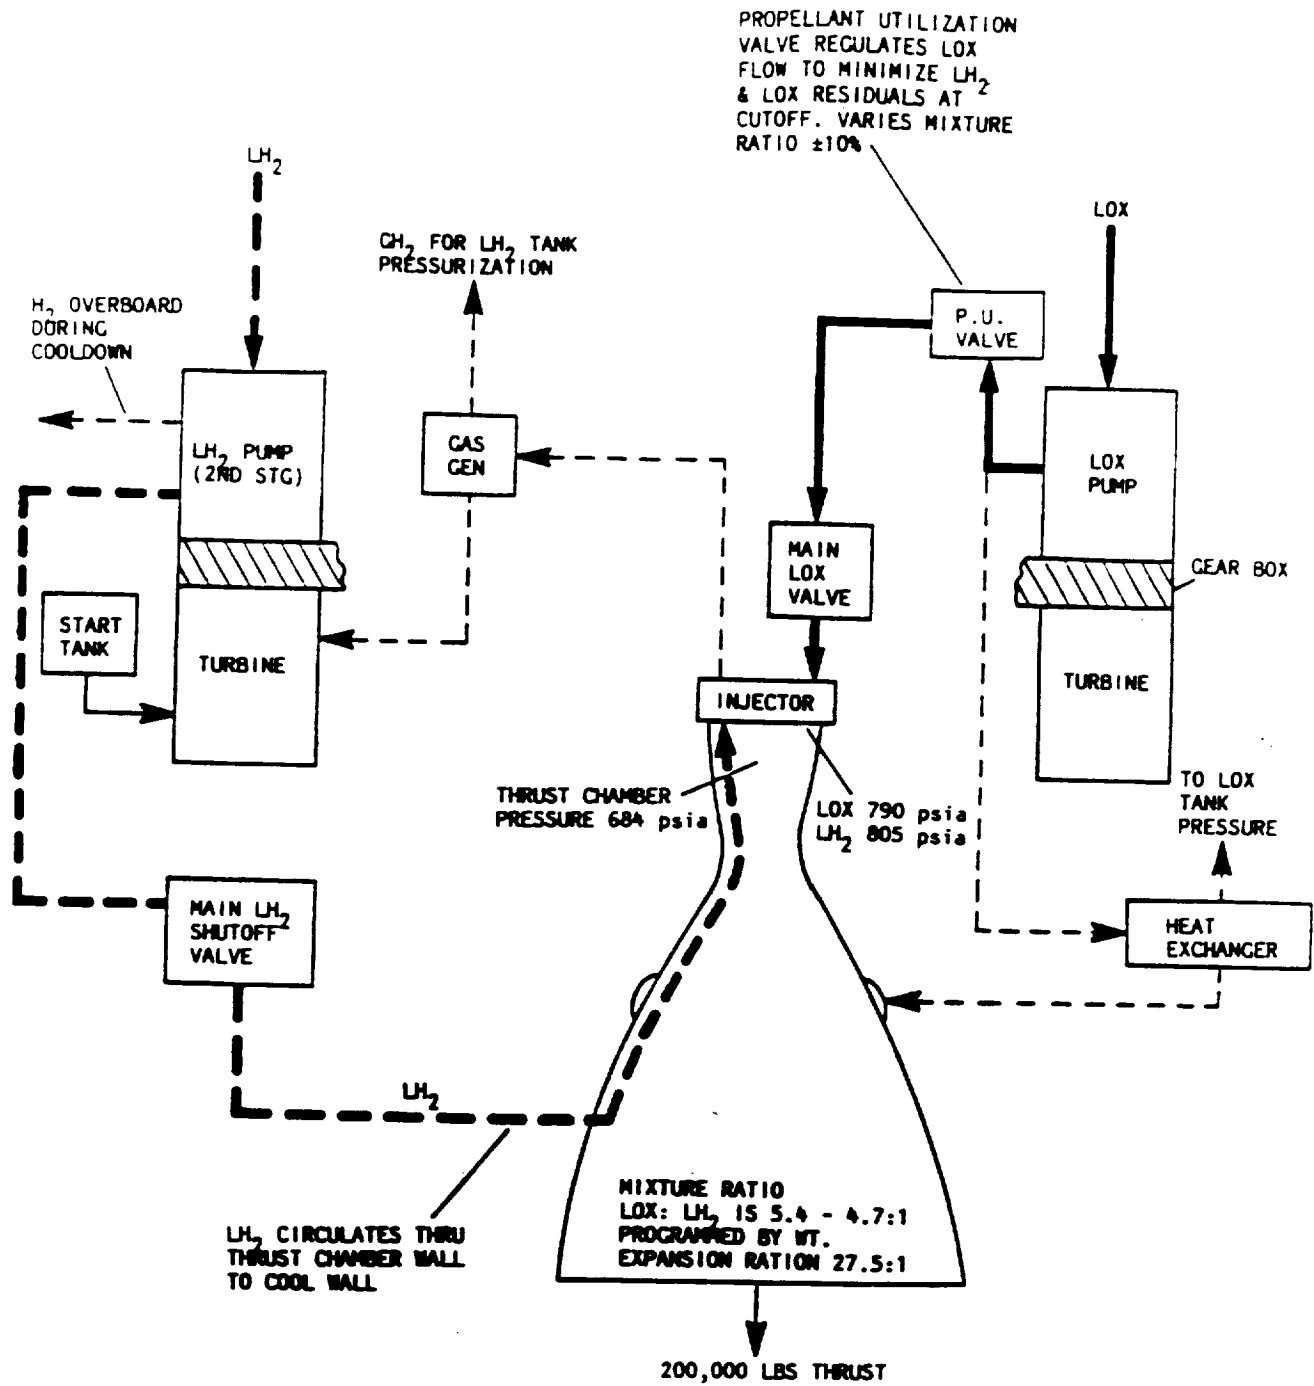 PROPELLANT UTILIZATION
VALVE REGULATES LOX
FLOW TO MINIMIZE LH2
& LOX RESIDUALS AT
CUTOFF. VARIES MIXTURE
RATIO ±10%
LH2
LOX
GH2 FOR LH2 TANK
PRESSURIZATION
H2 OVERBOARD
DURING
COOLDOWN
P.U.
VALVE
LH2 PUMP
(2ND STG)
GAS
GEN
LOX
PUMP
MAIN
LOX
VALVE
GEAR BOX
START
TANK
TURBINE
TURBINE
INJECTOR
THRUST CHAMBER
PRESSURE 684 psia
LOX 790 psia
LH2 805 psia
TO LOX
TANK
PRESSURE
MAIN LH2
SHUTOFF
VALVE
HEAT
EXCHANGER
LH2
LH2 CIRCULATES THRU
THRUST CHAMBER WALL
TO COOL WALL
MIXTURE RATIO
LOX: LH2 IS 5.4 - 4.7:1
PROGRAMMED BY WT.
EXPANSION RATION 27.5:1
200,000 LBS THRUST